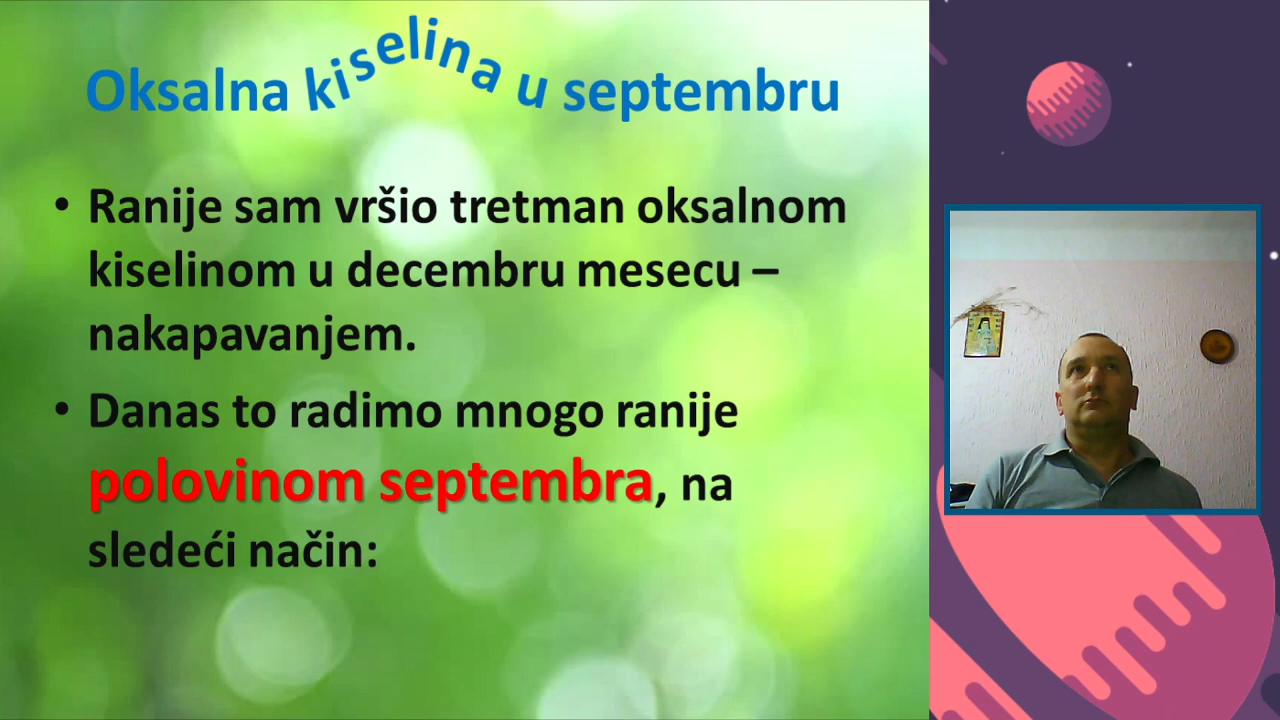 Oksalna kiselina u septembru
• Ranije sam vršio tretman oksalnom
kiselinom u decembru mesecu –
nakapavanjem.
• Danas to radimo mnogo ranije
polovinom septembra, na
sledeći način: